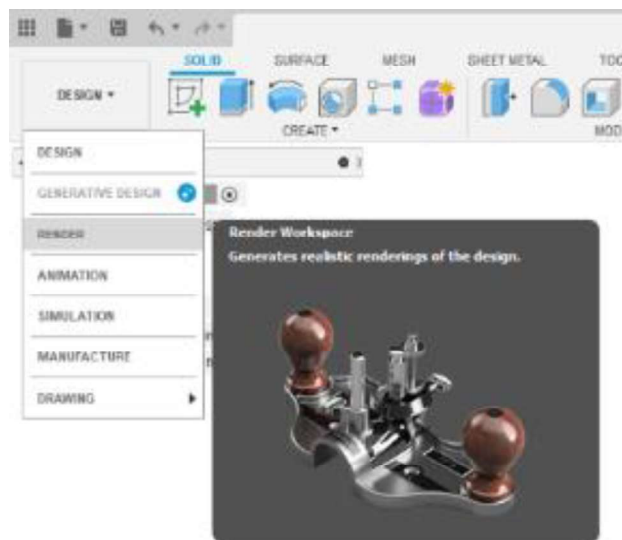 SOLID SURFACE MESH SHEET METAL
DESIGN
CREATE
DESIGN
GENERATIVE DESIGN
RENDER
Render Workspace
Generates realistic renderings of the design.
ANIMATION
SIMULATION
MANUFACTURE
DRAWING